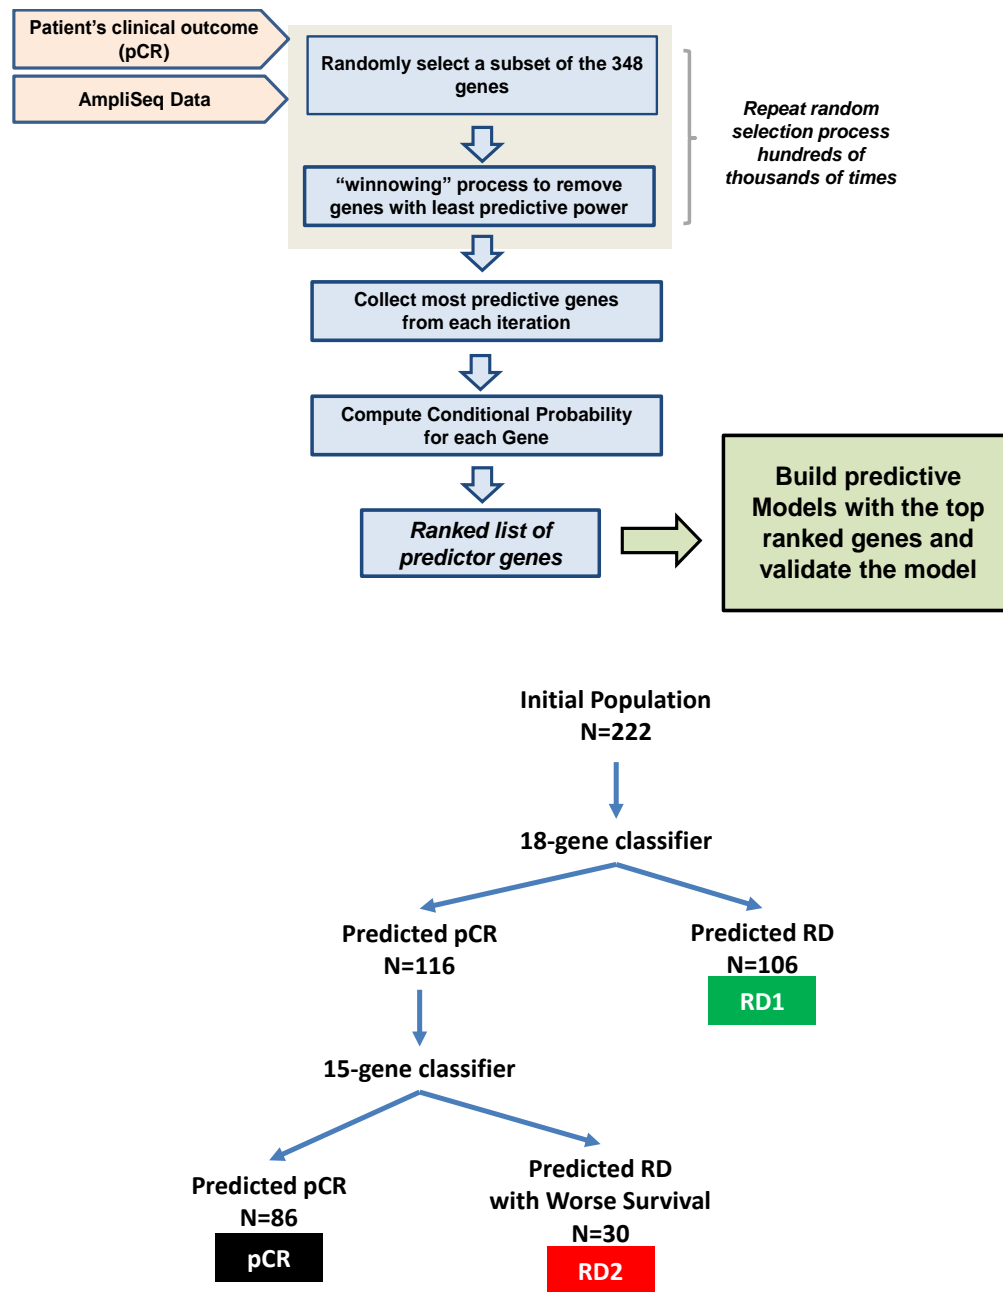 Patient's clinical outcome
(pCR)
AmpliSeq Data
Randomly select a subset of the 348
genes
“winnowing” process to remove
genes with least predictive power
Repeat random
selection process
hundreds of
thousands of times
Collect most predictive genes
from each iteration
Compute Conditional Probability
for each Gene
Ranked list of
predictor genes
Build predictive
Models with the top
ranked genes and
validate the model
Initial Population
N=222
18-gene classifier
Predicted pCR
N=116
Predicted RD
N=106
RD1
15-gene classifier
Predicted pCR
N=86
pCR
Predicted RD
with Worse Survival
N=30
RD2